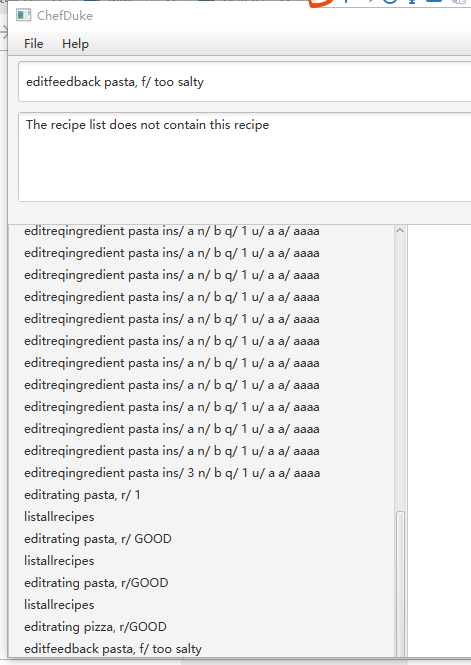 ChefDuke
File Help
editfeedback pasta, f/ too salty
The recipe list does not contain this recipe
editreqingredient pasta ins/ a n/ b q/ 1 u/ a a/ aaaa
editreqingredient pasta ins/ a n/ b q/ 1 u/ a a/ aaaa
editreqingredient pasta ins/ a n/ b q/ 1 u/ a a/ aaaa
editreqingredient pasta ins/ a n/ b q/ 1 u/ a a/ aaaa
editreqingredient pasta ins/ a n/ b q/ 1 u/ a a/ aaaa
editreqingredient pasta ins/ a n/ b q/ 1 u/ a a/ aaaa
editreqingredient pasta ins/ a n/ b q/ 1 u/ a a/ aaaa
editreqingredient pasta ins/ a n/ b q/ 1 u/ a a/ aaaa
editreqingredient pasta ins/ a n/ b q/ 1 u/ a a/ aaaa
editreqingredient pasta ins/ a n/ b q/ 1 u/ a a/ aaaa
editreqingredient pasta ins/ a n/ b q/ 1 u/ a a/ aaaa
editreqingredient pasta ins/ 3 n/ b q/ 1 u/ a a/ aaaa
editrating pasta, r/ 1
listallrecipes
editrating pasta, r/ GOOD
listallrecipes
editrating pasta, r/GOOD
listallrecipes
editrating pizza, r/GOOD
editfeedback pasta, f/ too salty